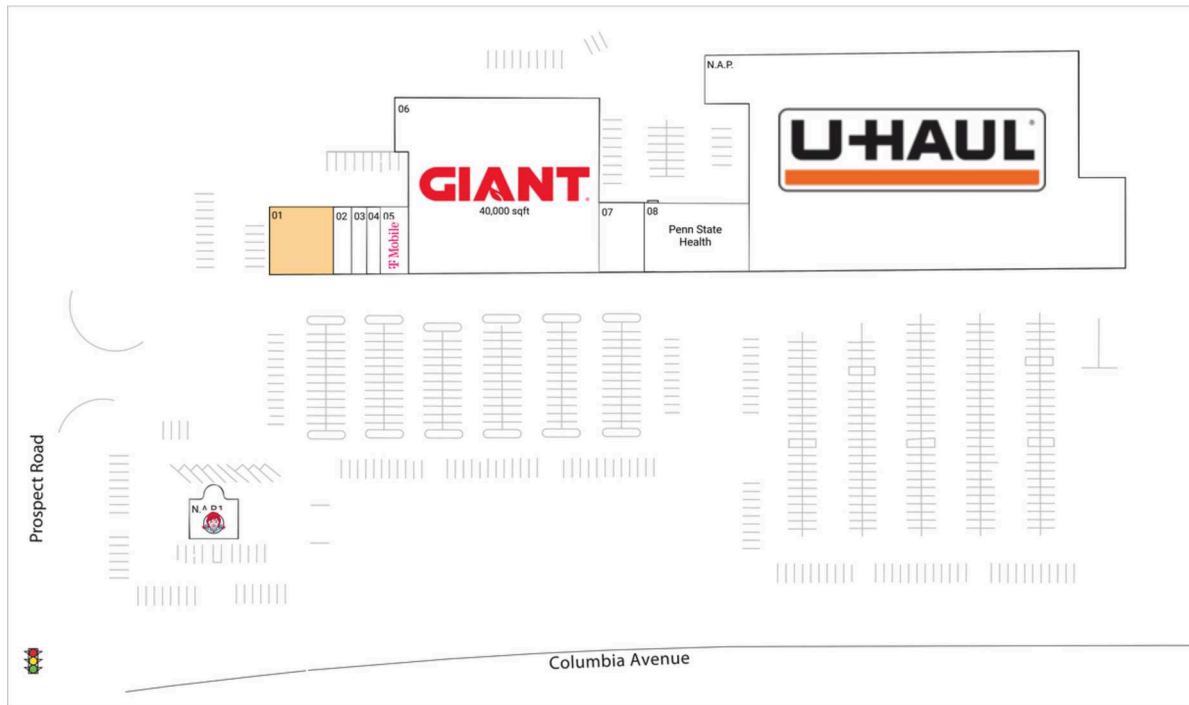 N.A.P.
U-HAUL®
06
GIANT
40,000 sqft
01
02
03
04
05
T Mobile
07
08
Penn State
Health
Prospect Road
Columbia Avenue